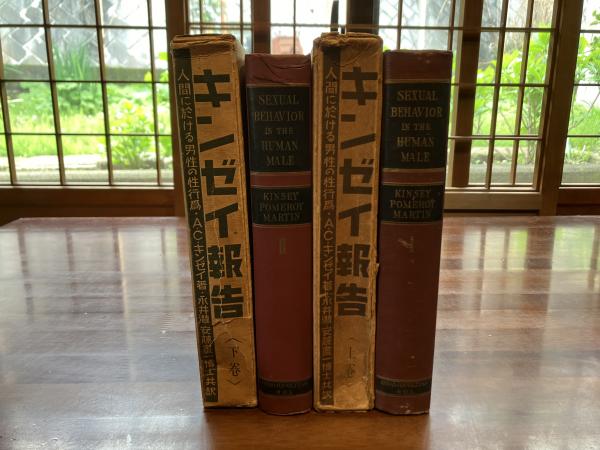 キンゼイ報告
人間に於ける男性の性行爲・A.C.キンゼイ著・永井潜 安藤畫一博士共訳
〈下巻〉
SEXUAL
BEHAVIOR
IN THE
HUMAN
MALE
KINSEY
POMEROY
MARTIN
II
キンゼイ報告
人間に於ける男性の性行爲・A.C.キンゼイ著・永井潜 安藤畫一博士共訳
〈上巻〉
SEXUAL
BEHAVIOR
IN THE
HUMAN
MALE
KINSEY
POMEROY
MARTIN
I